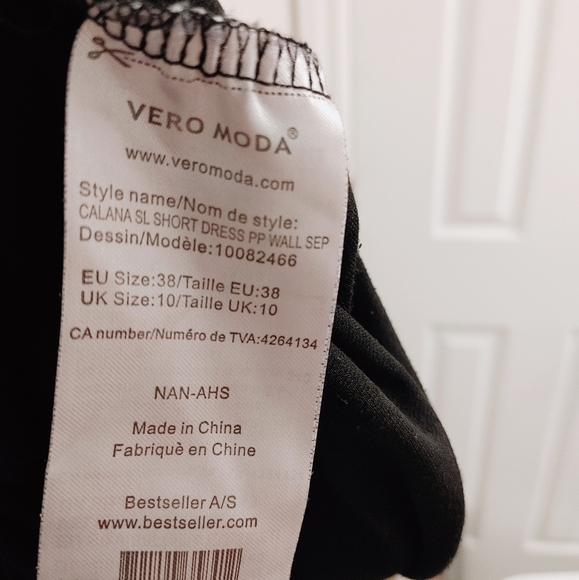 VERO MODA®
www.veromoda.com
Style name/Nom de style:
CALANA SL SHORT DRESS PP WALL SEP
Dessin/Modèle:10082466
EU Size:38/Taille EU:38
UK Size:10/Taille UK:10
CA number/Numéro de TVA:4264134
NAN-AHS
Made in China
Fabriquè en Chine
Bestseller A/S
www.bestseller.com